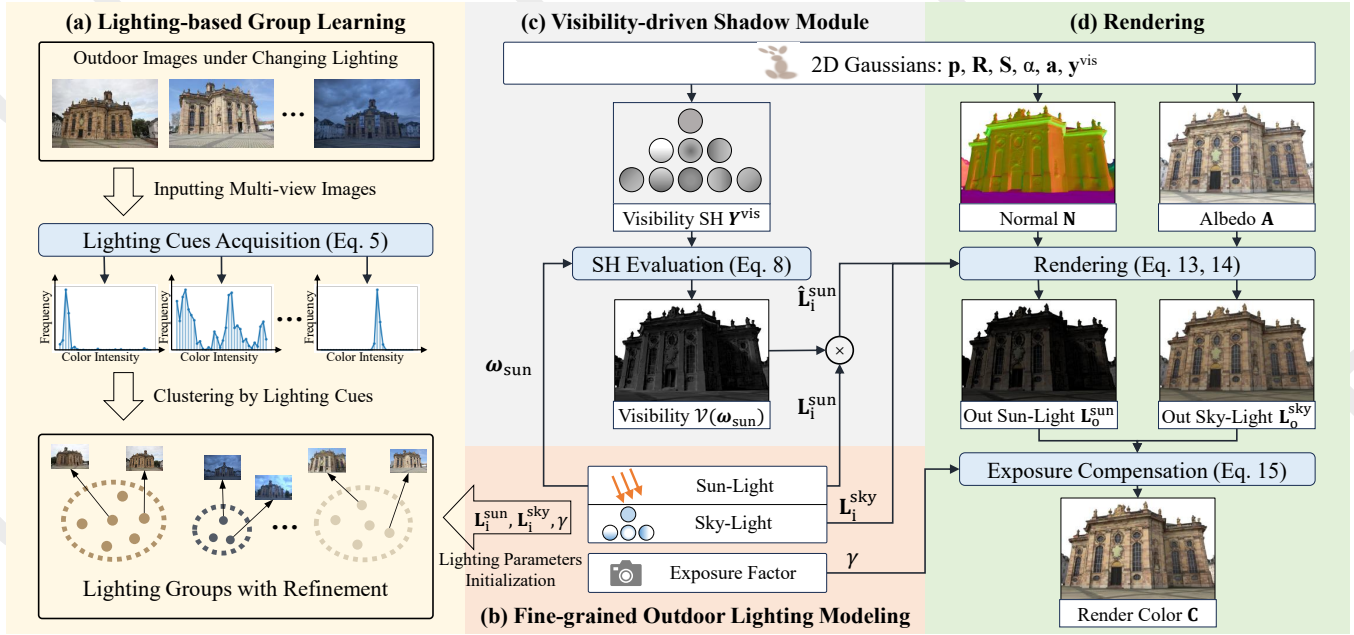 (a) Lighting-based Group Learning
Outdoor Images under Changing Lighting
...
Inputting Multi-view Images
Lighting Cues Acquisition (Eq. 5)
Frequency
Color Intensity
Frequency
Color Intensity
...
Frequency
Color Intensity
Clustering by Lighting Cues
...
Lighting Groups with Refinement
(c) Visibility-driven Shadow Module
2D Gaussians: p, R, S, α, a, y^vis
Visibility SH Y^vis
SH Evaluation (Eq. 8)
ω_sun
Visibility 𝒱(ω_sun)
L̂_i^sun
×
L_i^sun
Sun-Light
Sky-Light
L_i^sky
L_i^sun, L_i^sky, γ
Lighting Parameters
Initialization
Exposure Factor
γ
(b) Fine-grained Outdoor Lighting Modeling
(d) Rendering
Normal N
Albedo A
Rendering (Eq. 13, 14)
Out Sun-Light L_o^sun
Out Sky-Light L_o^sky
Exposure Compensation (Eq. 15)
Render Color C